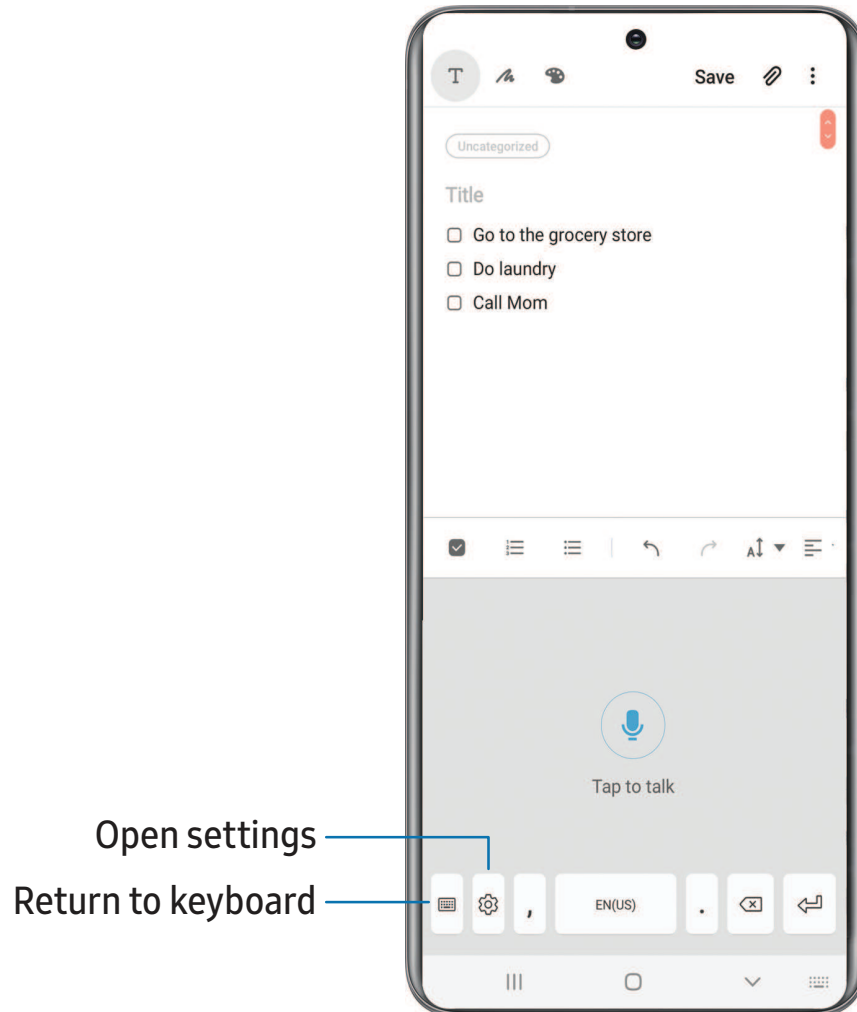 T
Save
Uncategorized
Title
Go to the grocery store
Do laundry
Call Mom
A
Tap to talk
Open settings
Return to keyboard
, EN(US) .